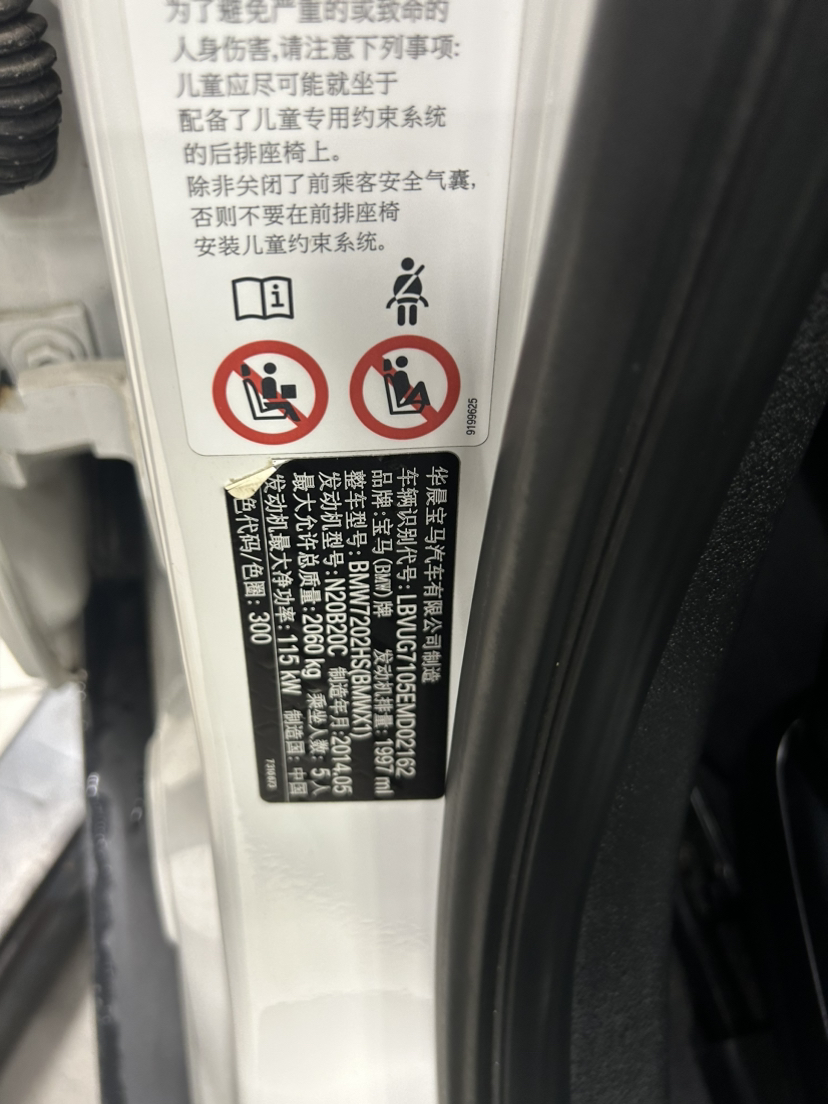 为了避免严重的或致命的
人身伤害,请注意下列事项:
儿童应尽可能就坐于
配备了儿童专用约束系统
的后排座椅上。
除非关闭了前乘客安全气囊,
否则不要在前排座椅
安装儿童约束系统。
9199625
华晨宝马汽车有限公司制造
车辆识别代号:LBVUG7105EMD02162
品牌:宝马(BMW)牌 发动机排量:1997 ml
整车型号:BMW7202HS(BMWX1)
发动机型号:N20B20C 制造年月:2014.05
最大允许总质量:2060 kg 乘坐人数:5人
发动机最大净功率:115 kW 制造国:中国
色代码/色圈:300